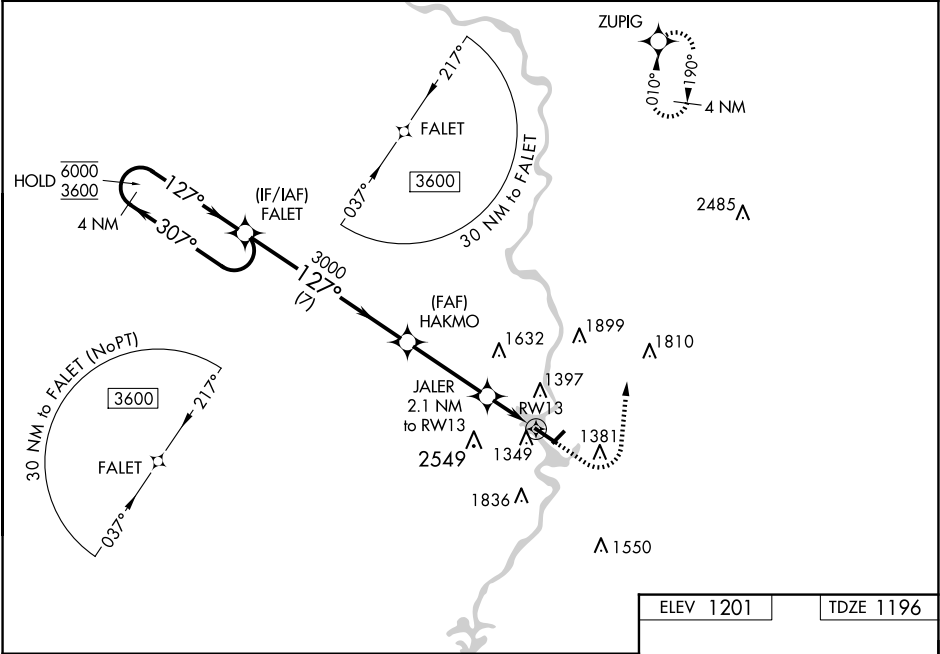 ZUPIG
010°
190°
4 NM
217°
FALET
3600
037°
30 NM to FALET
HOLD 6000
3600
4 NM
127°
307°
(IF/IAF)
FALET
3000
127°
(7)
2485
(FAF)
HAKMO
1632
1899
1810
1397
JALER
2.1 NM
to RW13
RW13
2549
1349
1381
1836
1550
30 NM to FALET (NoPT)
3600
217°
FALET
037°
ELEV 1201
TDZE 1196